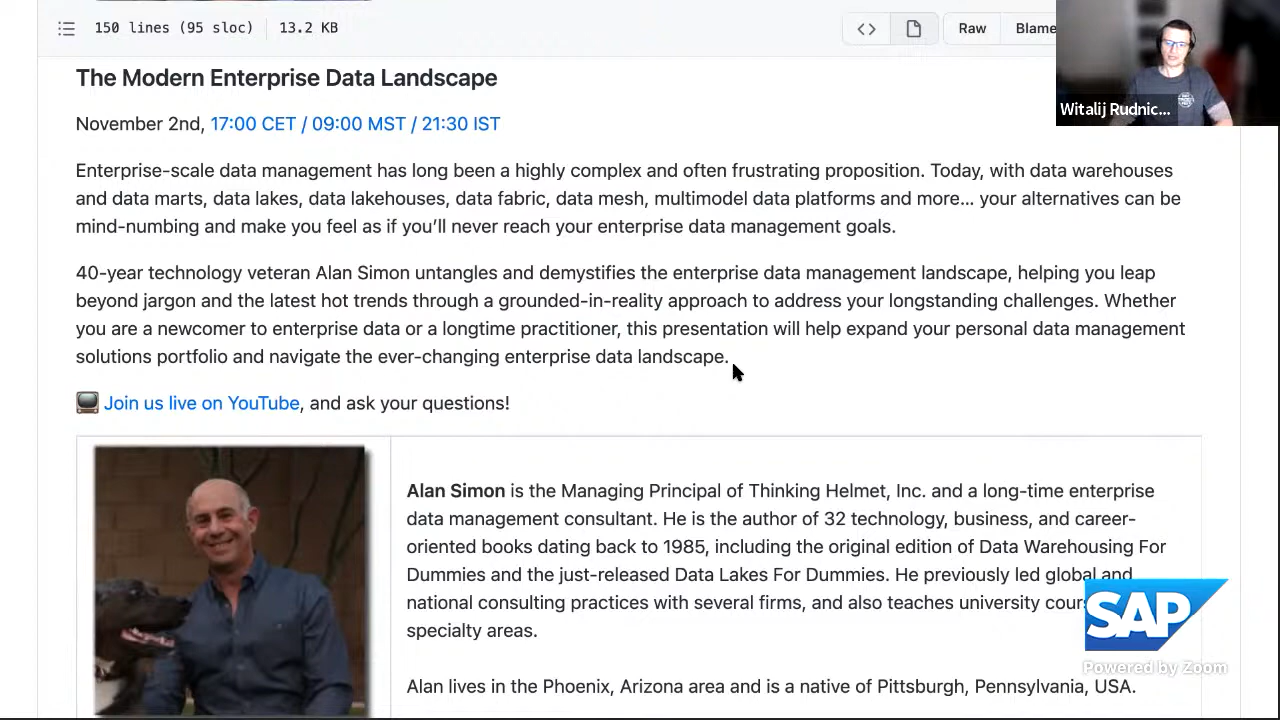 150 lines (95 sloc)
13.2 KB
Raw
Blame
Witalij Rudnic...
The Modern Enterprise Data Landscape
November 2nd, 17:00 CET / 09:00 MST / 21:30 IST
Enterprise-scale data management has long been a highly complex and often frustrating proposition. Today, with data warehouses
and data marts, data lakes, data lakehouses, data fabric, data mesh, multimodel data platforms and more... your alternatives can be
mind-numbing and make you feel as if you'll never reach your enterprise data management goals.
40-year technology veteran Alan Simon untangles and demystifies the enterprise data management landscape, helping you leap
beyond jargon and the latest hot trends through a grounded-in-reality approach to address your longstanding challenges. Whether
you are a newcomer to enterprise data or a longtime practitioner, this presentation will help expand your personal data management
solutions portfolio and navigate the ever-changing enterprise data landscape.
Join us live on YouTube, and ask your questions!
Alan Simon is the Managing Principal of Thinking Helmet, Inc. and a long-time enterprise
data management consultant. He is the author of 32 technology, business, and career-
oriented books dating back to 1985, including the original edition of Data Warehousing For
Dummies and the just-released Data Lakes For Dummies. He previously led global and
national consulting practices with several firms, and also teaches university
specialty areas.
Alan lives in the Phoenix, Arizona area and is a native of Pittsburgh, Pennsylvania, USA.
SAP
Powered by Zoom